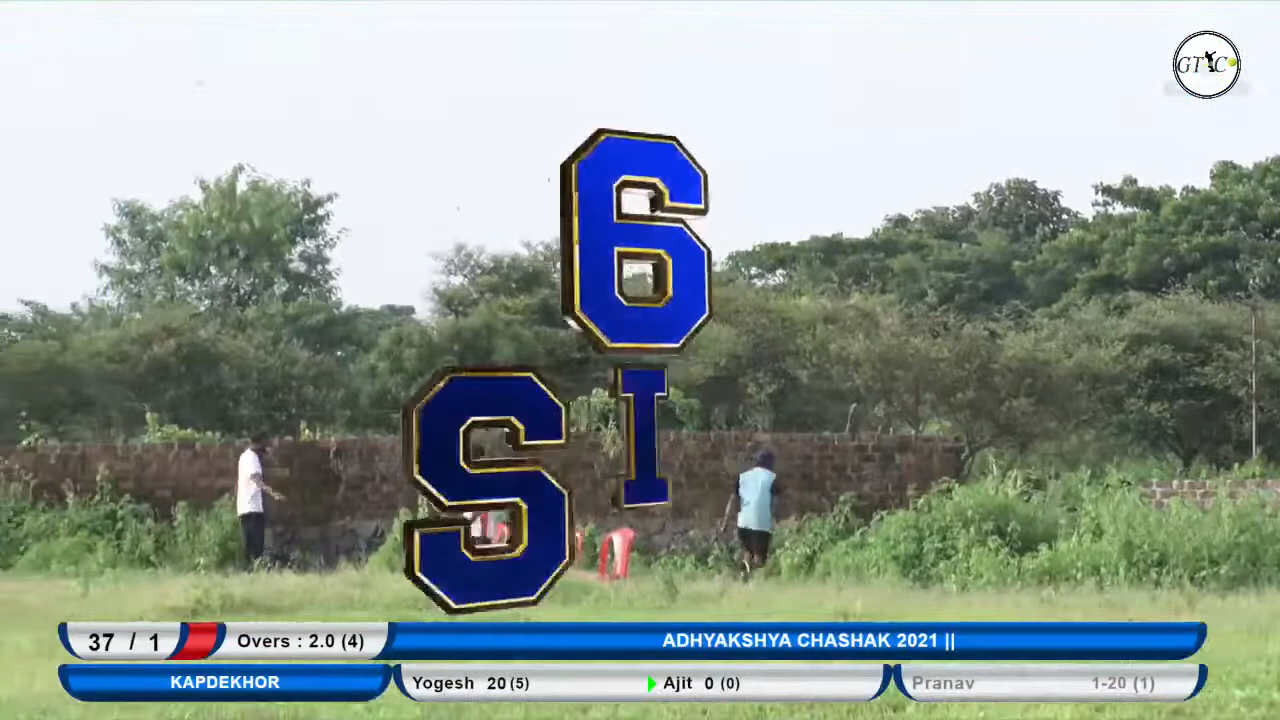 GTC
6
SI
37 / 1
Overs : 2.0 (4)
ADHYAKSHYA CHASHAK 2021 ||
KAPDEKHOR
Yogesh 20 (5)
Ajit 0 (0)
Pranav 1-20 (1)